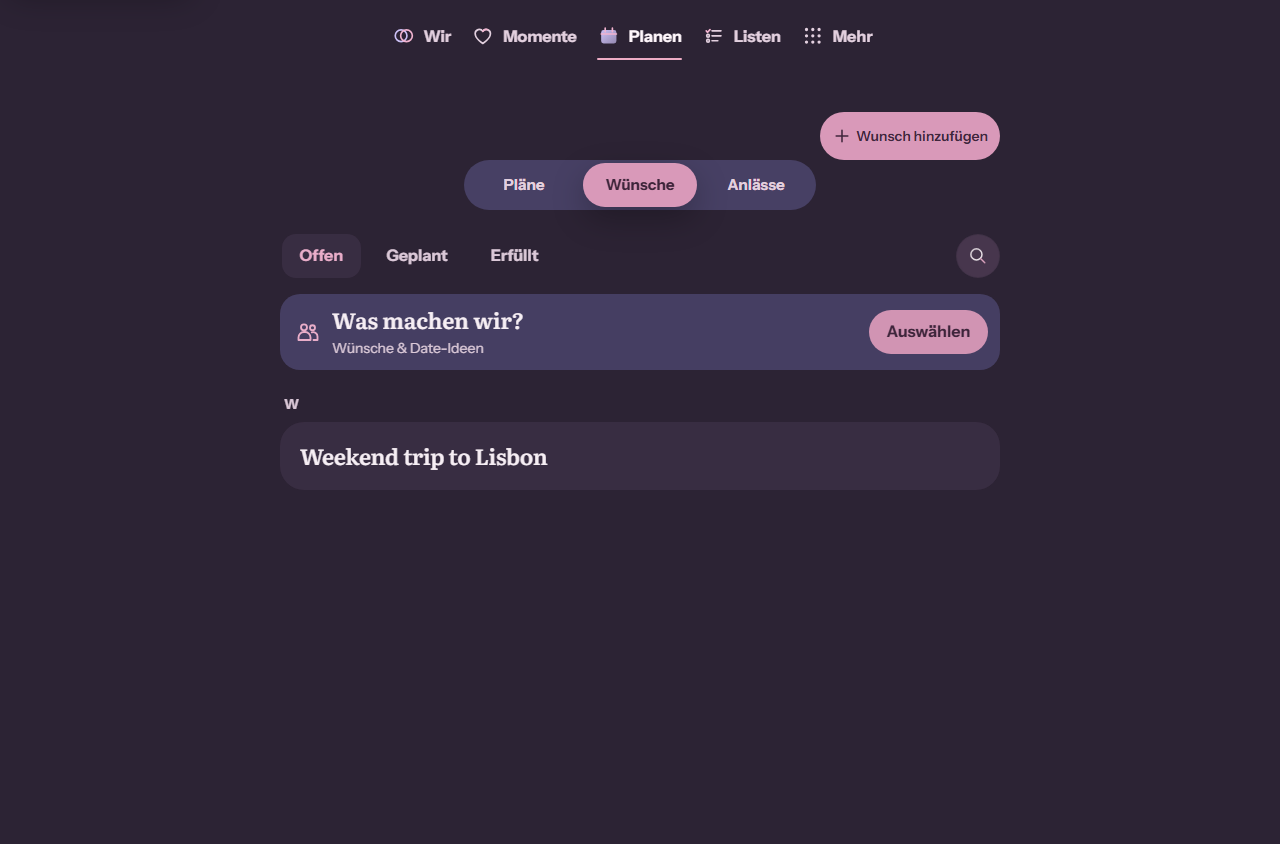 Wir
Momente
Planen
Listen
Mehr
Wunsch hinzufügen
Pläne
Wünsche
Anlässe
Offen
Geplant
Erfüllt
Was machen wir?
Wünsche & Date-Ideen
Auswählen
W
Weekend trip to Lisbon